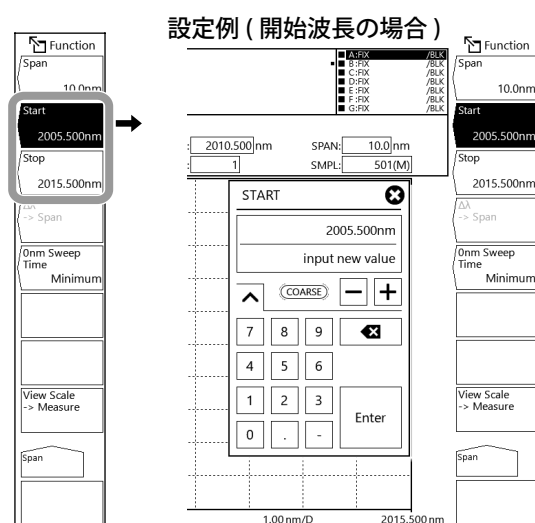 設定例 ( 開始波長の場合 )
Function
Span
10.0nm
Start
2005.500nm
Stop
2015.500nm
Δλ
-> Span
0nm Sweep
Time
Minimum
View Scale
-> Measure
Span
A:FIX /BLK
B:FIX /BLK
C:FIX /BLK
D:FIX /BLK
E:FIX /BLK
F:FIX /BLK
G:FIX /BLK
: 2010.500 nm SPAN: 10.0 nm
: 1 SMPL: 501(M)
START
2005.500nm
input new value
COARSE
7 8 9
4 5 6
1 2 3
Enter
0 . -
1.00 nm/D 2015.500 nm
Function
Span
10.0nm
Start
2005.500nm
Stop
2015.500nm
Δλ
-> Span
0nm Sweep
Time
Minimum
View Scale
-> Measure
Span